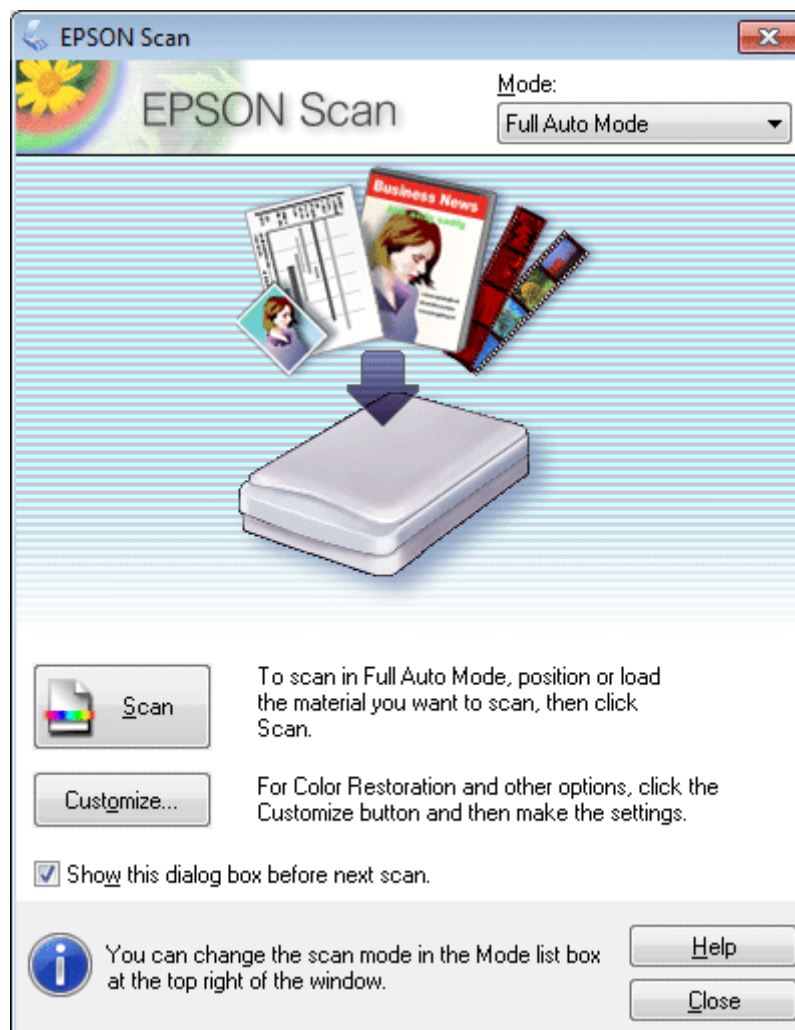 EPSON Scan
EPSON Scan
Mode:
Full Auto Mode
Business News
Scan
To scan in Full Auto Mode, position or load
the material you want to scan, then click
Scan.
Customize...
For Color Restoration and other options, click the
Customize button and then make the settings.
Show this dialog box before next scan.
You can change the scan mode in the Mode list box
at the top right of the window.
Help
Close